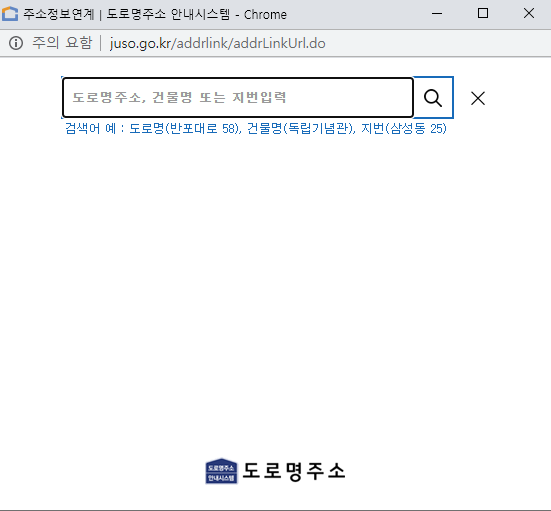 주소정보연계 | 도로명주소 안내시스템 - Chrome
주의 요함 | juso.go.kr/addrlink/addrLinkUrl.do
도로명주소, 건물명 또는 지번입력
검색어 예 : 도로명(반포대로 58), 건물명(독립기념관), 지번(삼성동 25)
도로명주소
안내시스템
도로명주소